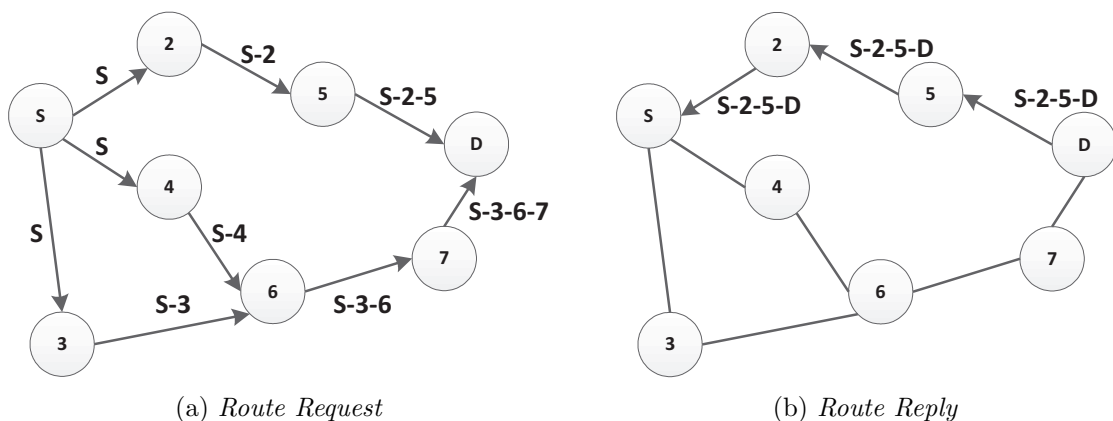 2
S-2
S
5
S-2-5
S
S
D
4
S
S-4
S-3-6-7
7
6
S-3
S-3-6
3
(a) Route Request
2
S-2-5-D
5
S-2-5-D
S-2-5-D
S
D
4
7
6
3
(b) Route Reply